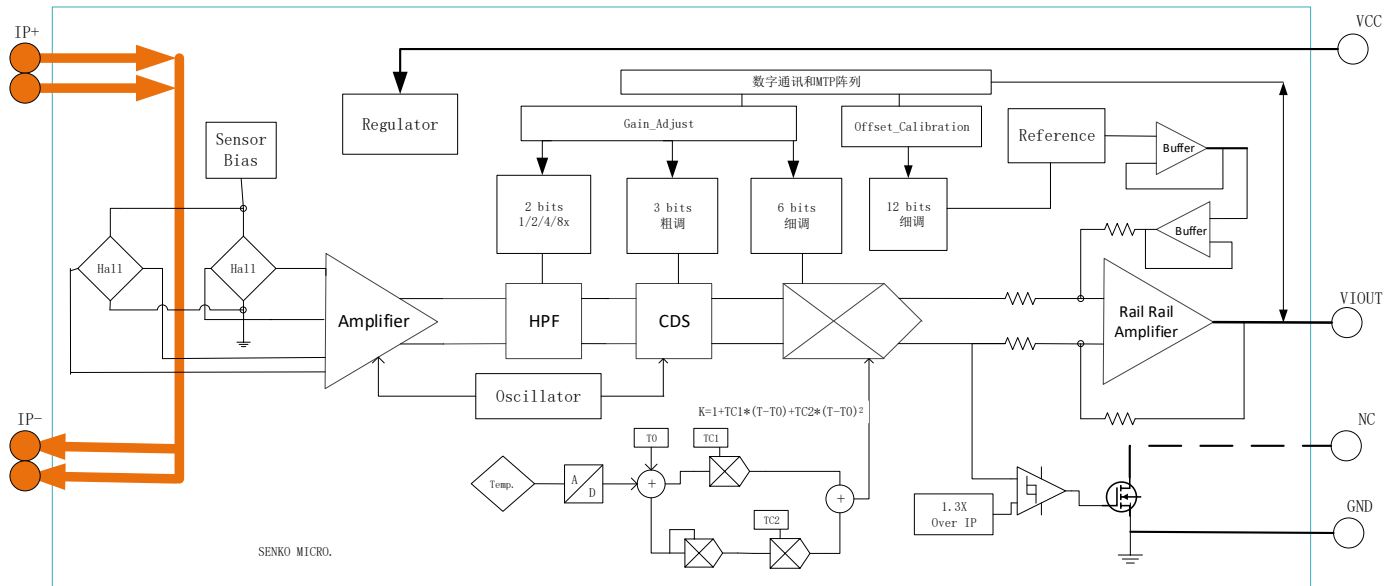 IP+
VCC
数字通讯和MTP阵列
Regulator
Gain_Adjust
Offset_Calibration
Reference
Buffer
Sensor
Bias
2 bits
1/2/4/8x
3 bits
粗调
6 bits
细调
12 bits
细调
Buffer
Hall
Hall
Amplifier
HPF
CDS
Rail Rail
Amplifier
VIOUT
Oscillator
K=1+TC1*(T-T0)+TC2*(T-T0)²
IP-
NC
T0
TC1
Temp.
A
D
+
+
1.3X
Over IP
GND
TC2
SENKO MICRO.